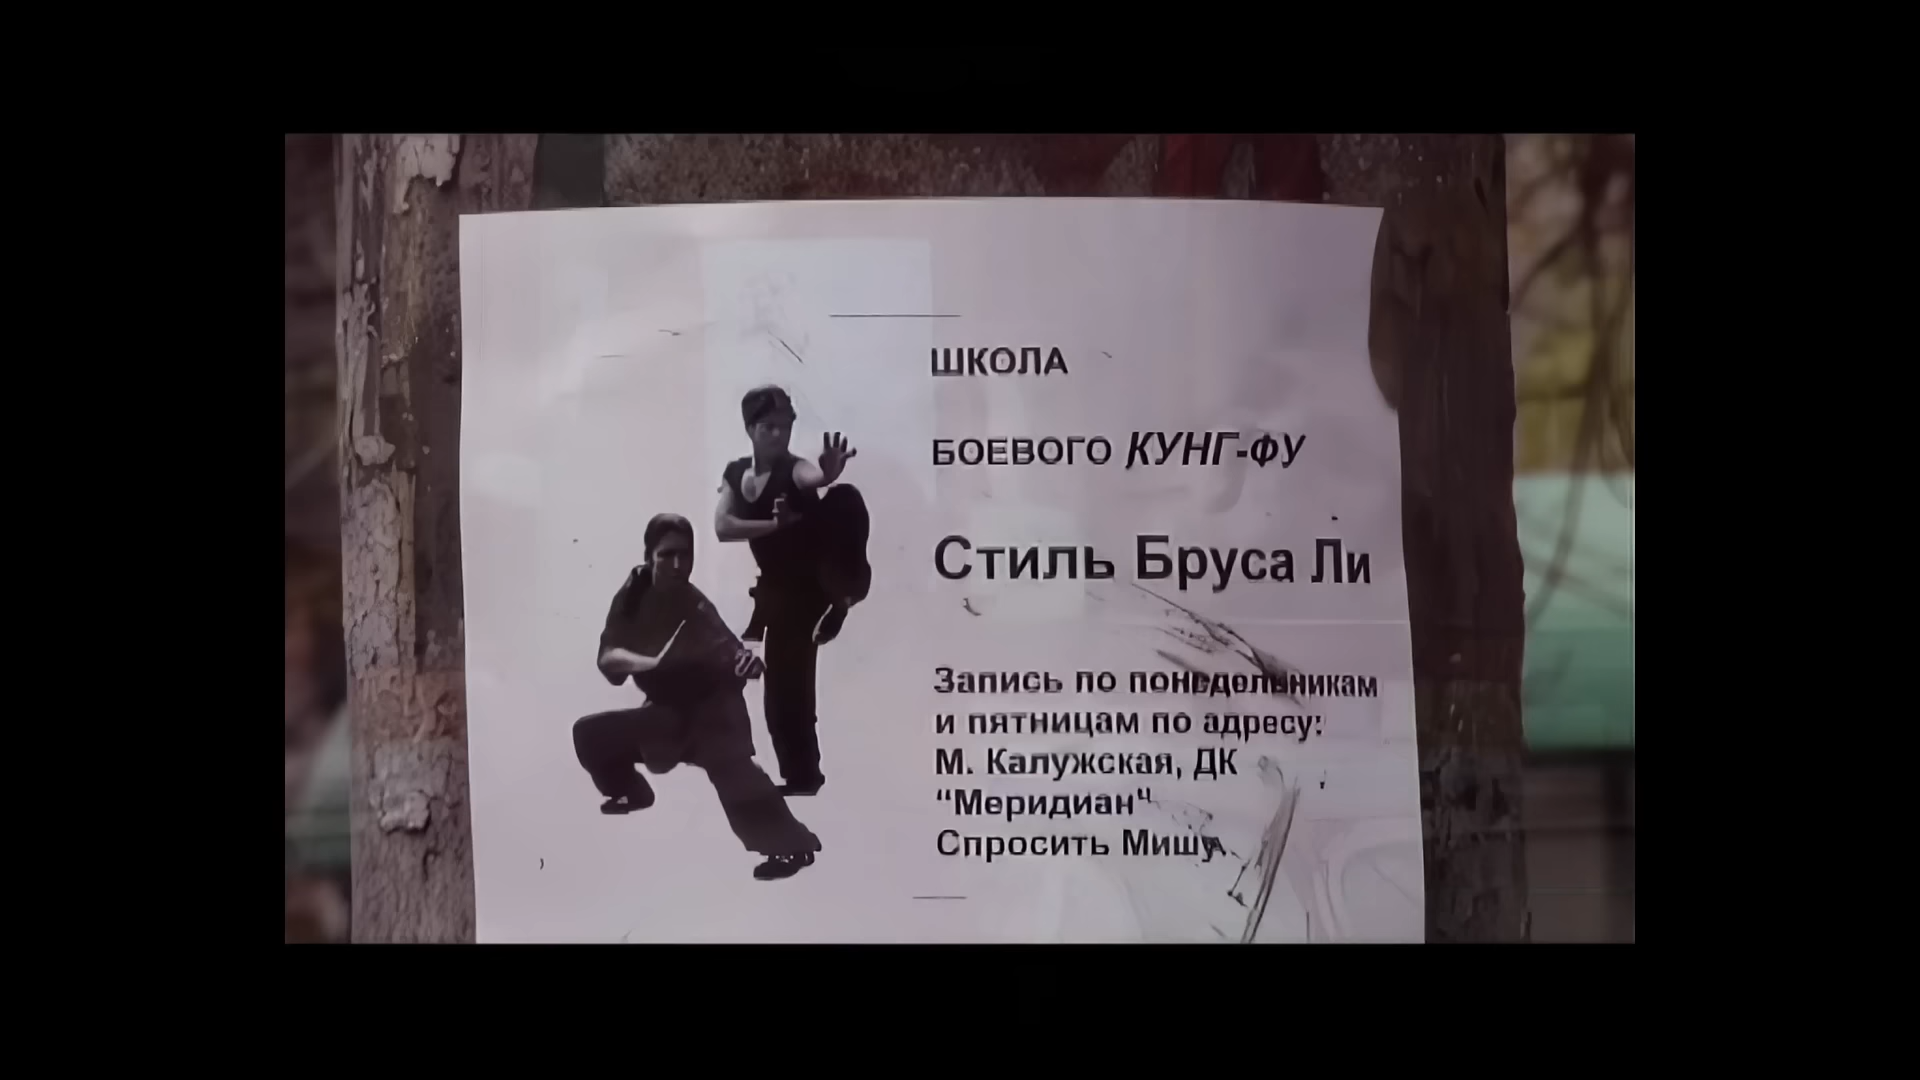 ШКОЛА
БОЕВОГО КУНГ-ФУ
Стиль Бруса Ли
Запись по понедельникам
и пятницам по адресу:
М. Калужская, ДК
“Меридиан“
Спросить Мишу.